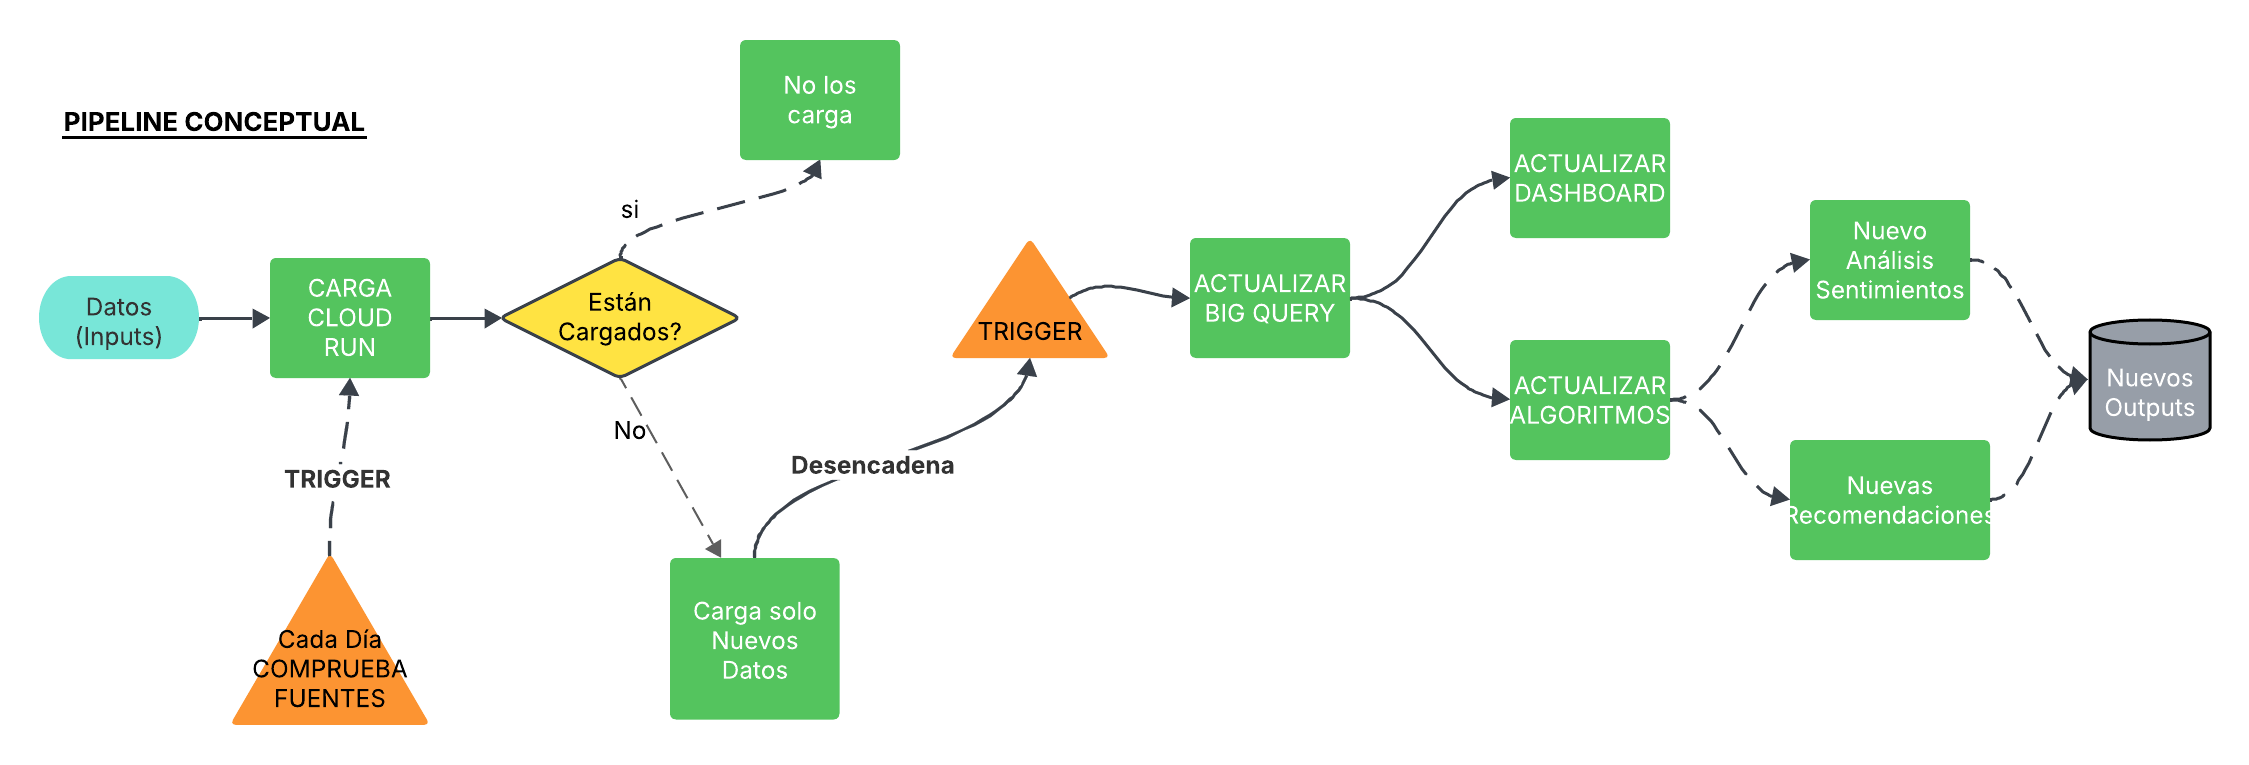 PIPELINE CONCEPTUAL
Datos
(Inputs)
CARGA
CLOUD
RUN
TRIGGER
Cada Día
COMPRUEBA
FUENTES
Están
Cargados?
si
No los
carga
No
Carga solo
Nuevos
Datos
Desencadena
TRIGGER
ACTUALIZAR
BIG QUERY
ACTUALIZAR
DASHBOARD
ACTUALIZAR
ALGORITMOS
Nuevo
Análisis
Sentimientos
Nuevas
Recomendaciones
Nuevos
Outputs